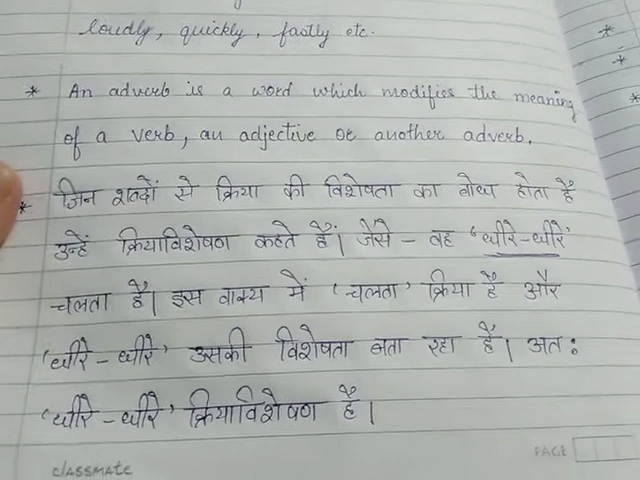 loudly, quickly, fastly etc.
* An adverb is a word which modifies the meaning
of a verb, an adjective or another adverb.
* जिन शब्दों से क्रिया की विशेषता का बोध होता है
उन्हें क्रियाविशेषण कहते हैं। जैसे - वह 'धीरे-धीरे'
चलता है। इस वाक्य में 'चलता' क्रिया है और
'धीरे-धीरे' उसकी विशेषता बता रहा है। अत:
'धीरे-धीरे' क्रियाविशेषण है।
PAGE
classmate